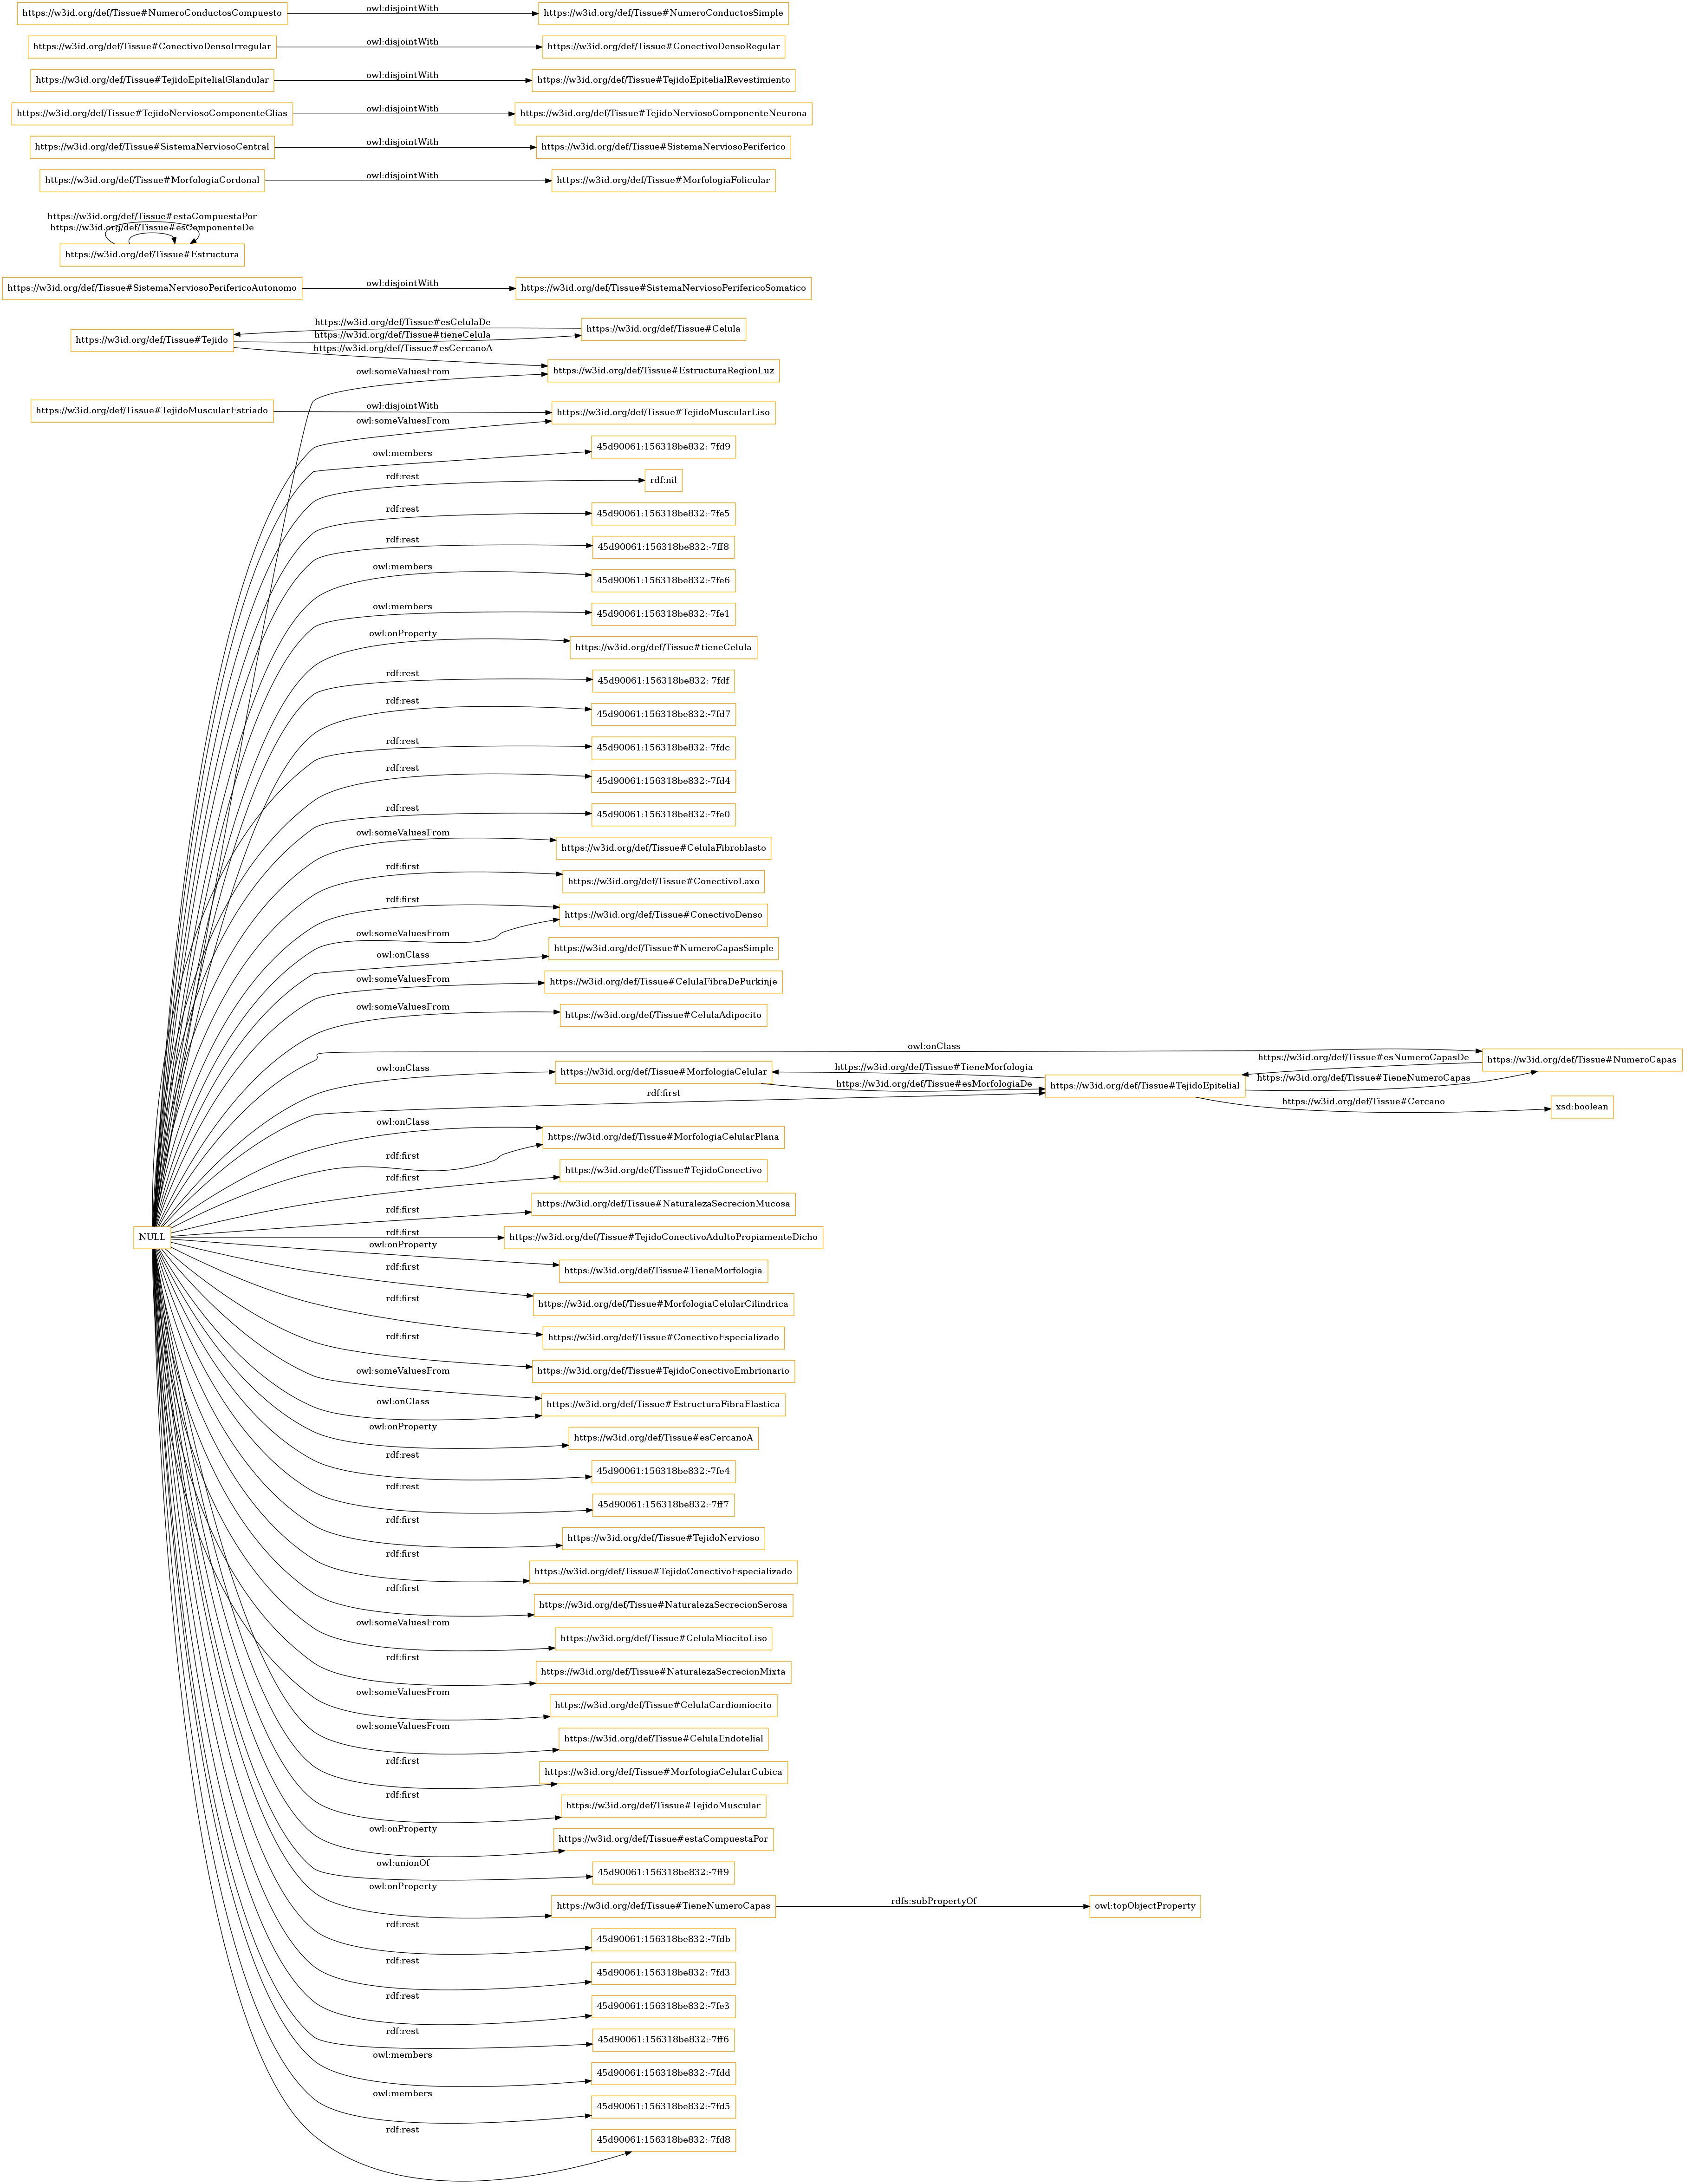 https://w3id.org/def/Tissue#NumeroConductosCompuesto owl:disjointWith https://w3id.org/def/Tissue#NumeroConductosSimple
https://w3id.org/def/Tissue#ConectivoDensoIrregular owl:disjointWith https://w3id.org/def/Tissue#ConectivoDensoRegular
https://w3id.org/def/Tissue#TejidoEpitelialGlandular owl:disjointWith https://w3id.org/def/Tissue#TejidoEpitelialRevestimiento
https://w3id.org/def/Tissue#TejidoNerviosoComponenteGlias owl:disjointWith https://w3id.org/def/Tissue#TejidoNerviosoComponenteNeurona
https://w3id.org/def/Tissue#SistemaNerviosoCentral owl:disjointWith https://w3id.org/def/Tissue#SistemaNerviosoPeriferico
https://w3id.org/def/Tissue#MorfologiaCordonal owl:disjointWith https://w3id.org/def/Tissue#MorfologiaFolicular
https://w3id.org/def/Tissue#estaCompuestaPor
https://w3id.org/def/Tissue#esComponenteDe
https://w3id.org/def/Tissue#Estructura
https://w3id.org/def/Tissue#SistemaNerviosoPerifericoAutonomo owl:disjointWith https://w3id.org/def/Tissue#SistemaNerviosoPerifericoSomatico
https://w3id.org/def/Tissue#esCelulaDe
https://w3id.org/def/Tissue#Celula
https://w3id.org/def/Tissue#tieneCelula
https://w3id.org/def/Tissue#Tejido
https://w3id.org/def/Tissue#esCercanoA
owl:someValuesFrom https://w3id.org/def/Tissue#EstructuraRegionLuz
https://w3id.org/def/Tissue#TejidoMuscularEstriado owl:disjointWith https://w3id.org/def/Tissue#TejidoMuscularLiso
owl:someValuesFrom
owl:members 45d90061:156318be832:-7fd9
rdf:rest rdf:nil
rdf:rest 45d90061:156318be832:-7fe5
rdf:rest 45d90061:156318be832:-7ff8
owl:members 45d90061:156318be832:-7fe6
owl:members 45d90061:156318be832:-7fe1
owl:onProperty https://w3id.org/def/Tissue#tieneCelula
rdf:rest 45d90061:156318be832:-7fdf
rdf:rest 45d90061:156318be832:-7fd7
rdf:rest 45d90061:156318be832:-7fdc
rdf:rest 45d90061:156318be832:-7fd4
rdf:rest 45d90061:156318be832:-7fe0
owl:someValuesFrom https://w3id.org/def/Tissue#CelulaFibroblasto
rdf:first https://w3id.org/def/Tissue#ConectivoLaxo
rdf:first https://w3id.org/def/Tissue#ConectivoDenso
owl:someValuesFrom
owl:onClass https://w3id.org/def/Tissue#NumeroCapasSimple
owl:someValuesFrom https://w3id.org/def/Tissue#CelulaFibraDePurkinje
owl:someValuesFrom https://w3id.org/def/Tissue#CelulaAdipocito
owl:onClass https://w3id.org/def/Tissue#NumeroCapas
https://w3id.org/def/Tissue#esNumeroCapasDe
owl:onClass https://w3id.org/def/Tissue#MorfologiaCelular https://w3id.org/def/Tissue#TieneMorfologia
https://w3id.org/def/Tissue#esMorfologiaDe https://w3id.org/def/Tissue#TejidoEpitelial https://w3id.org/def/Tissue#TieneNumeroCapas
rdf:first
https://w3id.org/def/Tissue#Cercano xsd:boolean
owl:onClass https://w3id.org/def/Tissue#MorfologiaCelularPlana
rdf:first
rdf:first https://w3id.org/def/Tissue#TejidoConectivo
rdf:first https://w3id.org/def/Tissue#NaturalezaSecrecionMucosa
NULL rdf:first https://w3id.org/def/Tissue#TejidoConectivoAdultoPropiamenteDicho
owl:onProperty https://w3id.org/def/Tissue#TieneMorfologia
rdf:first https://w3id.org/def/Tissue#MorfologiaCelularCilindrica
rdf:first https://w3id.org/def/Tissue#ConectivoEspecializado
rdf:first https://w3id.org/def/Tissue#TejidoConectivoEmbrionario
owl:someValuesFrom https://w3id.org/def/Tissue#EstructuraFibraElastica
owl:onClass
owl:onProperty https://w3id.org/def/Tissue#esCercanoA
rdf:rest 45d90061:156318be832:-7fe4
rdf:rest 45d90061:156318be832:-7ff7
rdf:first https://w3id.org/def/Tissue#TejidoNervioso
rdf:first https://w3id.org/def/Tissue#TejidoConectivoEspecializado
rdf:first https://w3id.org/def/Tissue#NaturalezaSecrecionSerosa
owl:someValuesFrom https://w3id.org/def/Tissue#CelulaMiocitoLiso
rdf:first https://w3id.org/def/Tissue#NaturalezaSecrecionMixta
owl:someValuesFrom https://w3id.org/def/Tissue#CelulaCardiomiocito
owl:someValuesFrom https://w3id.org/def/Tissue#CelulaEndotelial
rdf:first https://w3id.org/def/Tissue#MorfologiaCelularCubica
rdf:first https://w3id.org/def/Tissue#TejidoMuscular
owl:onProperty https://w3id.org/def/Tissue#estaCompuestaPor
owl:unionOf 45d90061:156318be832:-7ff9
owl:onProperty https://w3id.org/def/Tissue#TieneNumeroCapas rdfs:subPropertyOf owl:topObjectProperty
rdf:rest 45d90061:156318be832:-7fdb
rdf:rest 45d90061:156318be832:-7fd3
rdf:rest 45d90061:156318be832:-7fe3
rdf:rest 45d90061:156318be832:-7ff6
owl:members 45d90061:156318be832:-7fdd
owl:members 45d90061:156318be832:-7fd5
rdf:rest 45d90061:156318be832:-7fd8